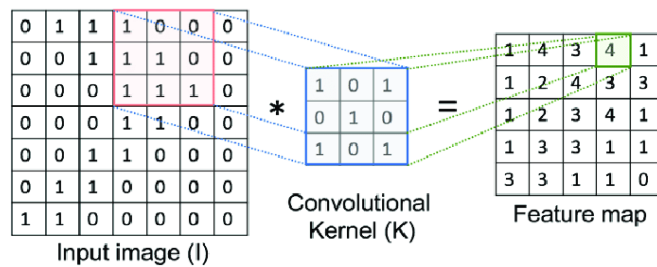 0 1 1 1 0 0 0
0 0 1 1 1 0 0
0 0 0 1 1 1 0
0 0 0 1 1 0 0
0 0 1 1 0 0 0
0 1 1 0 0 0 0
1 1 0 0 0 0 0
Input image (I)
*
1 0 1
0 1 0
1 0 1
Convolutional
Kernel (K)
=
1 4 3 4 1
1 2 4 3 3
1 2 3 4 1
1 3 3 1 1
3 3 1 1 0
Feature map